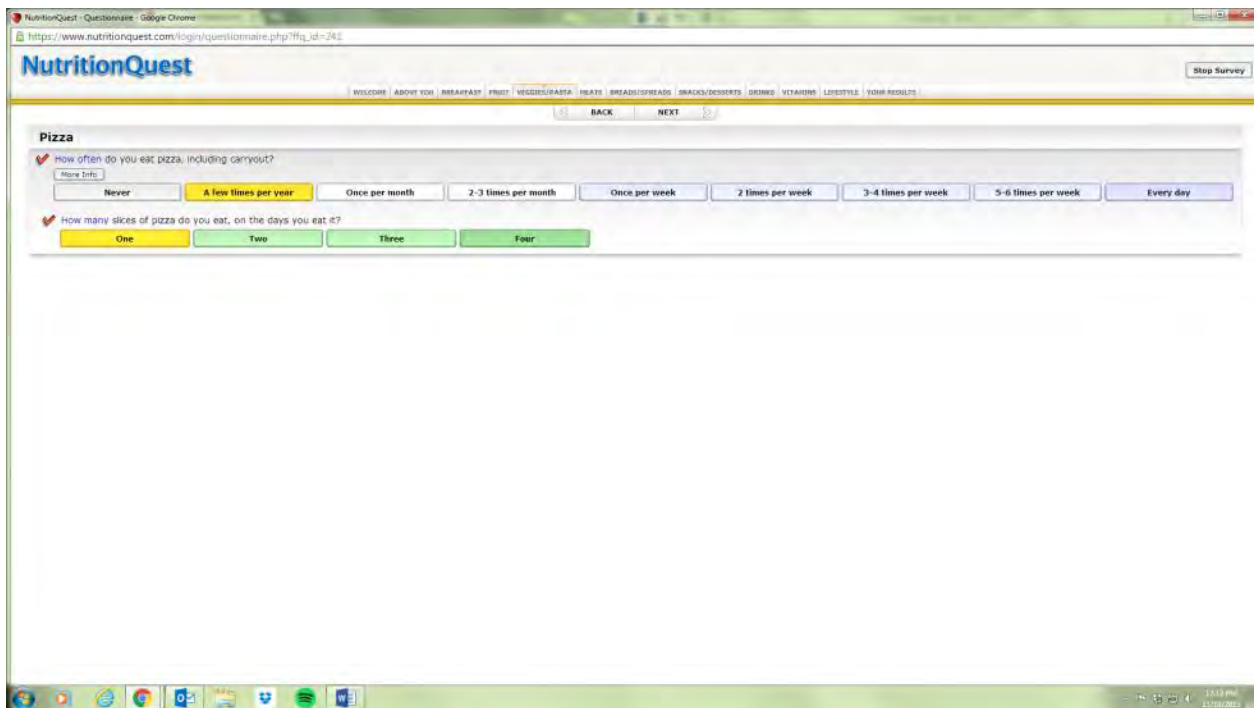 NutritionQuest - Questionnaire - Google Chrome
https://www.nutritionquest.com/login/questionnaire.php?ffq_id=241
NutritionQuest
Stop Survey
WELCOME ABOUT YOU BREAKFAST FRUIT VEGGIES/PASTA MEATS BREADS/SPREADS SNACKS/DESSERTS DRINKS VITAMINS LIFESTYLE YOUR RESULTS
BACK NEXT
Pizza
How often do you eat pizza, including carryout?
More Info
Never A few times per year Once per month 2-3 times per month Once per week 2 times per week 3-4 times per week 5-6 times per week Every day
How many slices of pizza do you eat, on the days you eat it?
One Two Three Four